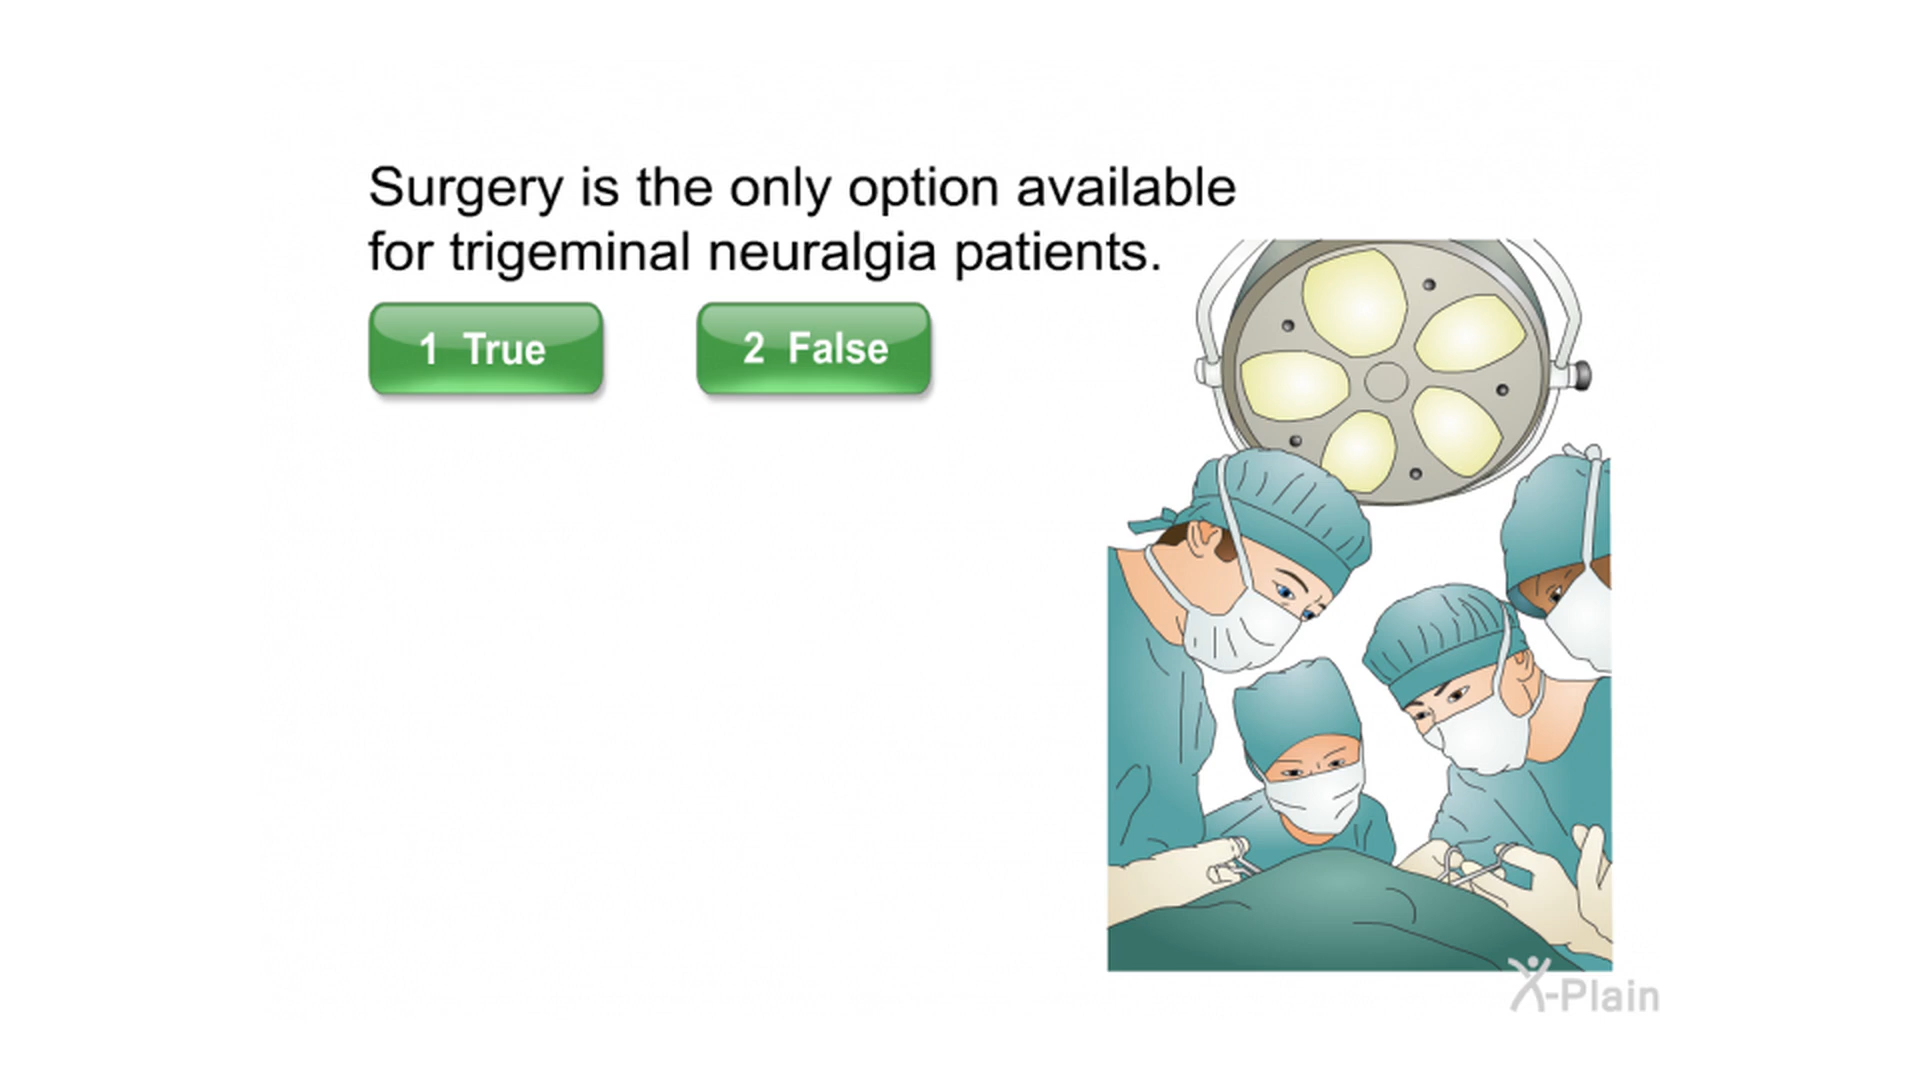 Surgery is the only option available
for trigeminal neuralgia patients.
1 True
2 False
X-Plain